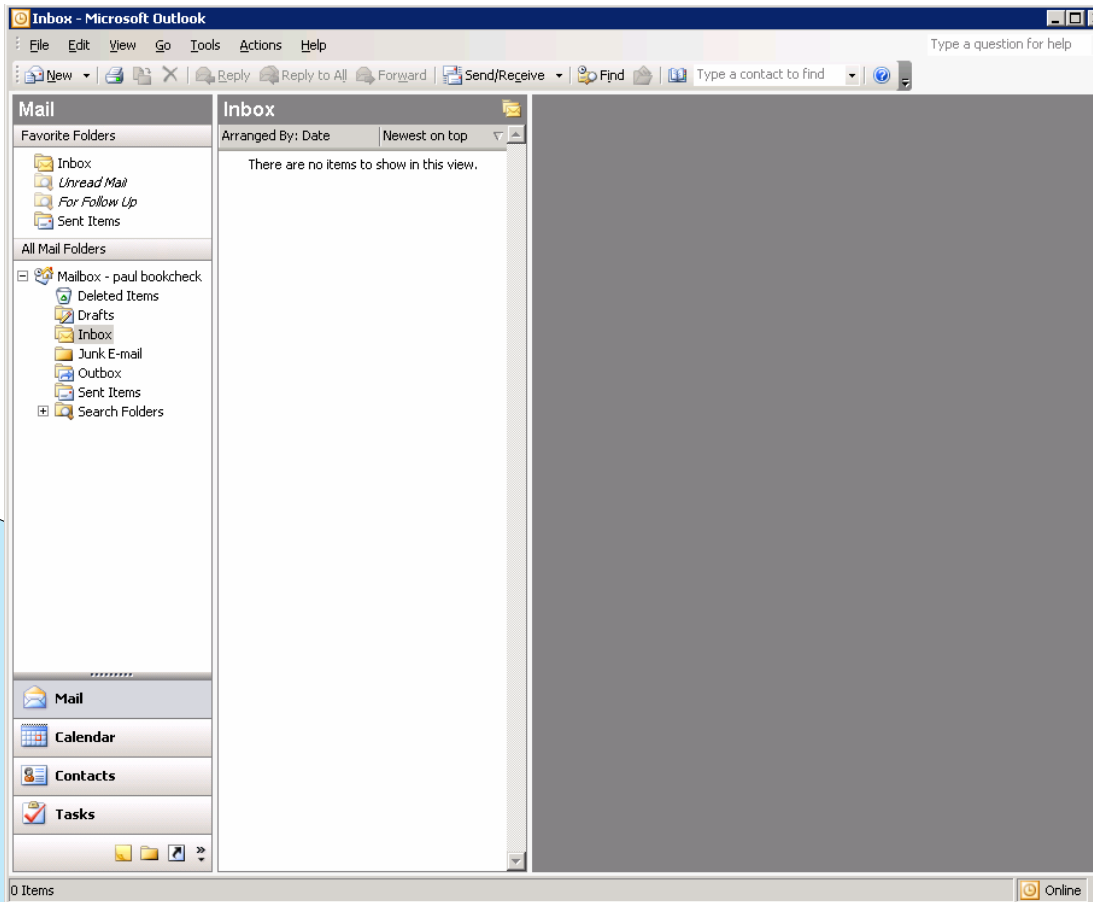 Inbox - Microsoft Outlook
File Edit View Go Tools Actions Help Type a question for help
New Reply Reply to All Forward Send/Receive Find Type a contact to find
Mail
Favorite Folders
Inbox
Unread Mail
For Follow Up
Sent Items
All Mail Folders
Mailbox - paul bookcheck
Deleted Items
Drafts
Inbox
Junk E-mail
Outbox
Sent Items
Search Folders
Mail
Calendar
Contacts
Tasks
Inbox
Arranged By: Date Newest on top
There are no items to show in this view.
0 Items Online